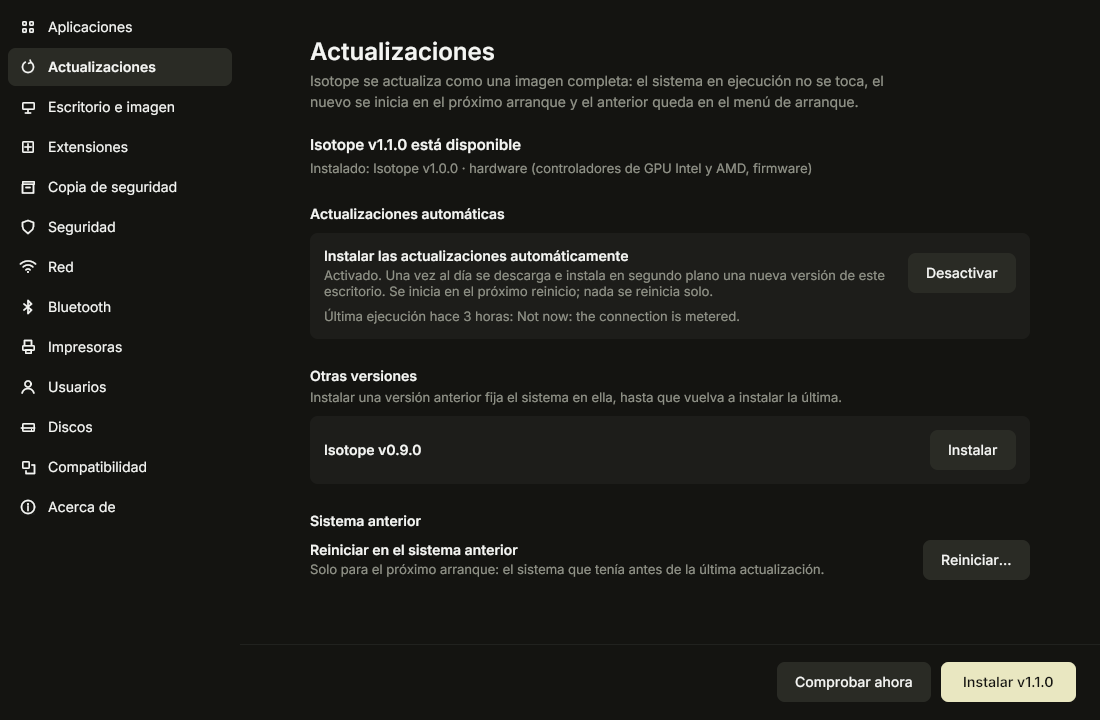 Aplicaciones
Actualizaciones
Escritorio e imagen
Extensiones
Copia de seguridad
Seguridad
Red
Bluetooth
Impresoras
Usuarios
Discos
Compatibilidad
Acerca de
Actualizaciones
Isotope se actualiza como una imagen completa: el sistema en ejecución no se toca, el
nuevo se inicia en el próximo arranque y el anterior queda en el menú de arranque.
Isotope v1.1.0 está disponible
Instalado: Isotope v1.0.0 · hardware (controladores de GPU Intel y AMD, firmware)
Actualizaciones automáticas
Instalar las actualizaciones automáticamente
Activado. Una vez al día se descarga e instala en segundo plano una nueva versión de este
escritorio. Se inicia en el próximo reinicio; nada se reinicia solo.
Última ejecución hace 3 horas: Not now: the connection is metered.
Desactivar
Otras versiones
Instalar una versión anterior fija el sistema en ella, hasta que vuelva a instalar la última.
Isotope v0.9.0
Instalar
Sistema anterior
Reiniciar en el sistema anterior
Solo para el próximo arranque: el sistema que tenía antes de la última actualización.
Reiniciar...
Comprobar ahora
Instalar v1.1.0